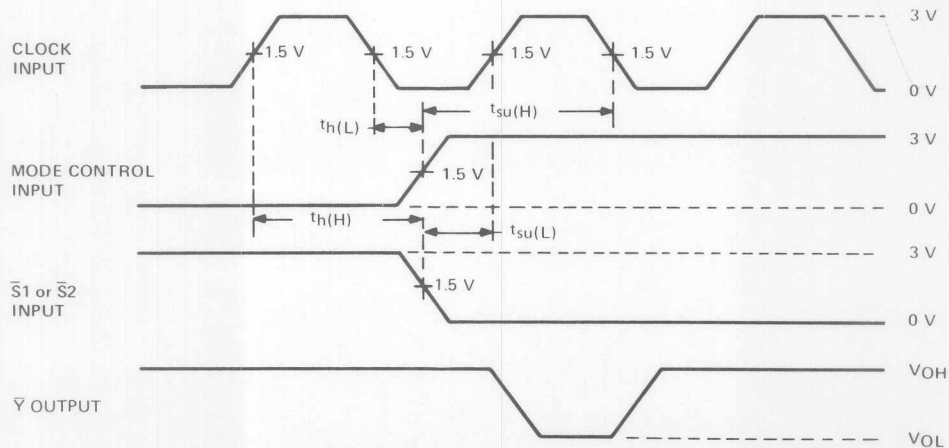 3 V
CLOCK
INPUT
1.5 V 1.5 V 1.5 V 1.5 V
0 V
tsu(H)
th(L)
3 V
MODE CONTROL
INPUT
1.5 V
0 V
th(H)
tsu(L)
3 V
S̅1 or S̅2
INPUT
1.5 V
0 V
VOH
Y̅ OUTPUT
VOL